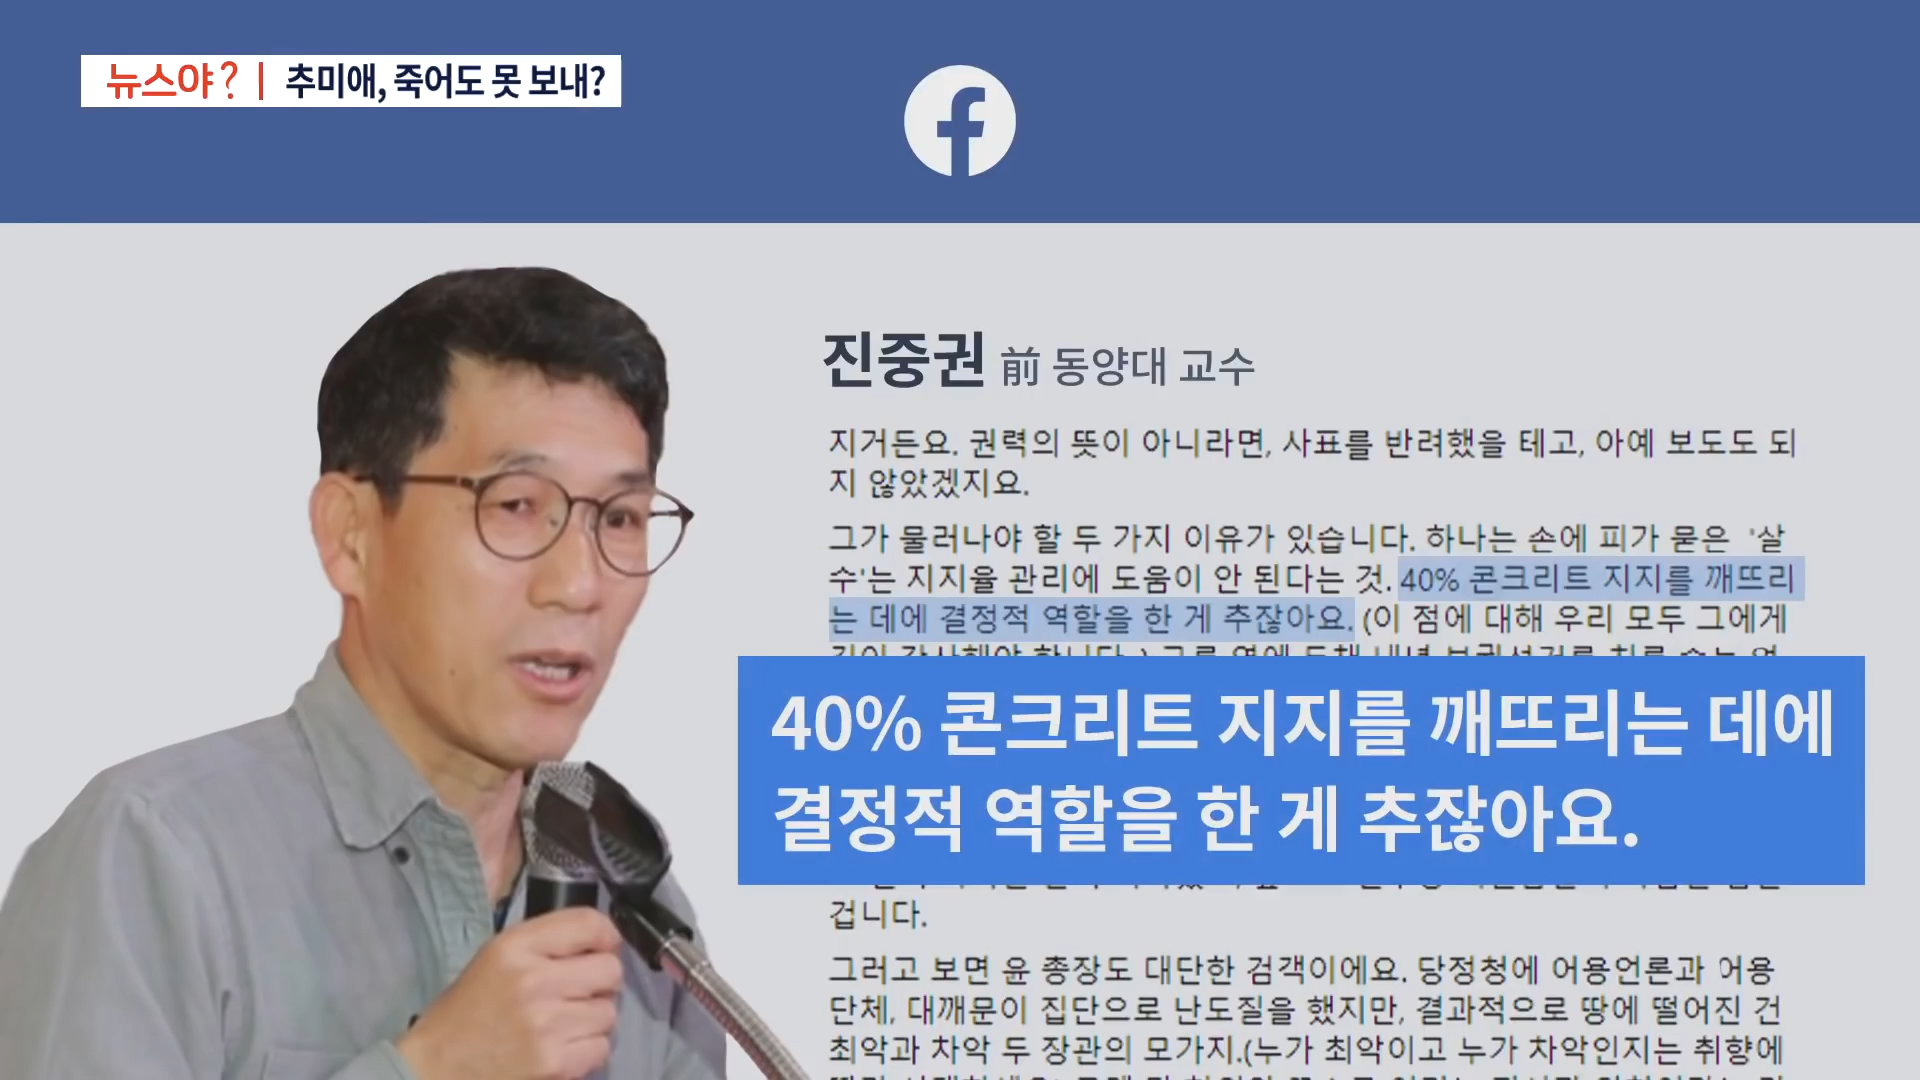 뉴스야? | 추미애, 죽어도 못 보내?
진중권 前 동양대 교수
지거든요. 권력의 뜻이 아니라면, 사표를 반려했을 테고, 아예 보도도 되
지 않았겠지요.
그가 물러나야 할 두 가지 이유가 있습니다. 하나는 손에 피가 묻은 '살
수'는 지지율 관리에 도움이 안 된다는 것. 40% 콘크리트 지지를 깨뜨리
는 데에 결정적 역할을 한 게 추잖아요. (이 점에 대해 우리 모두 그에게
40% 콘크리트 지지를 깨뜨리는 데에
결정적 역할을 한 게 추잖아요.
겁니다.
그러고 보면 윤 총장도 대단한 검객이에요. 당정청에 어용언론과 어용
단체, 대깨문이 집단으로 난도질을 했지만, 결과적으로 땅에 떨어진 건
최악과 차악 두 장관의 모가지.(누가 최악이고 누가 차악인지는 취향에